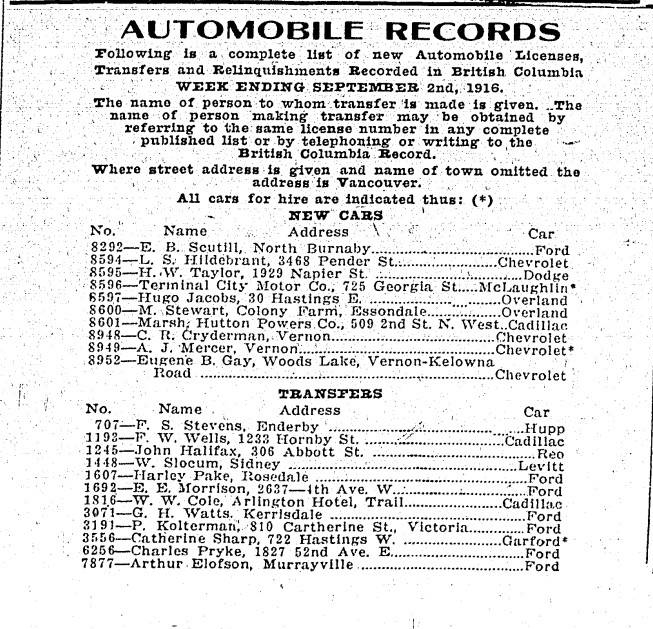 AUTOMOBILE RECORDS
Following is a complete list of new Automobile Licenses,
Transfers and Relinquishments Recorded in British Columbia
WEEK ENDING SEPTEMBER 2nd, 1916.
The name of person to whom transfer is made is given. The
name of person making transfer may be obtained by
referring to the same license number in any complete
published list or by telephoning or writing to the
British Columbia Record.
Where street address is given and name of town omitted the
address is Vancouver.
All cars for hire are indicated thus: (*)
NEW CARS
No. Name Address Car
8292—E. B. Scutill, North Burnaby..........Ford
8594—L. S. Hildebrant, 3468 Pender St..........Chevrolet
8595—H. W. Taylor, 1929 Napier St. ..........Dodge
8596—Terminal City Motor Co., 725 Georgia St.....McLaughlin*
8597—Hugo Jacobs, 30 Hastings E. ..........Overland
8600—M. Stewart, Colony Farm, Essondale..........Overland
8601—Marsh, Hutton Powers Co., 509 2nd St. N. West..Cadillac
8948—C. R. Cryderman, Vernon..........Chevrolet
8949—A. J. Mercer, Vernon..........Chevrolet*
8952—Eugene B. Gay, Woods Lake, Vernon-Kelowna
Road ..........Chevrolet
TRANSFERS
No. Name Address Car
707—F. S. Stevens, Enderby ..........Hupp
1193—F. W. Wells, 1233 Hornby St. ..........Cadillac
1245—John Halifax, 306 Abbott St. ..........Reo
1448—W. Slocum, Sidney ..........Levitt
1607—Harley Pake, Rosedale ..........Ford
1692—E. E. Morrison, 2637—4th Ave. W...........Ford
1816—W. W. Cole, Arlington Hotel, Trail..........Cadillac
3071—G. H. Watts. Kerrisdale ..........Ford
3191—P. Kolterman, 810 Cartherine St., Victoria..........Ford
3556—Catherine Sharp, 722 Hastings W. ..........Garford*
6256—Charles Pryke, 1827 52nd Ave. E...........Ford
7877—Arthur Elofson, Murrayville ..........Ford